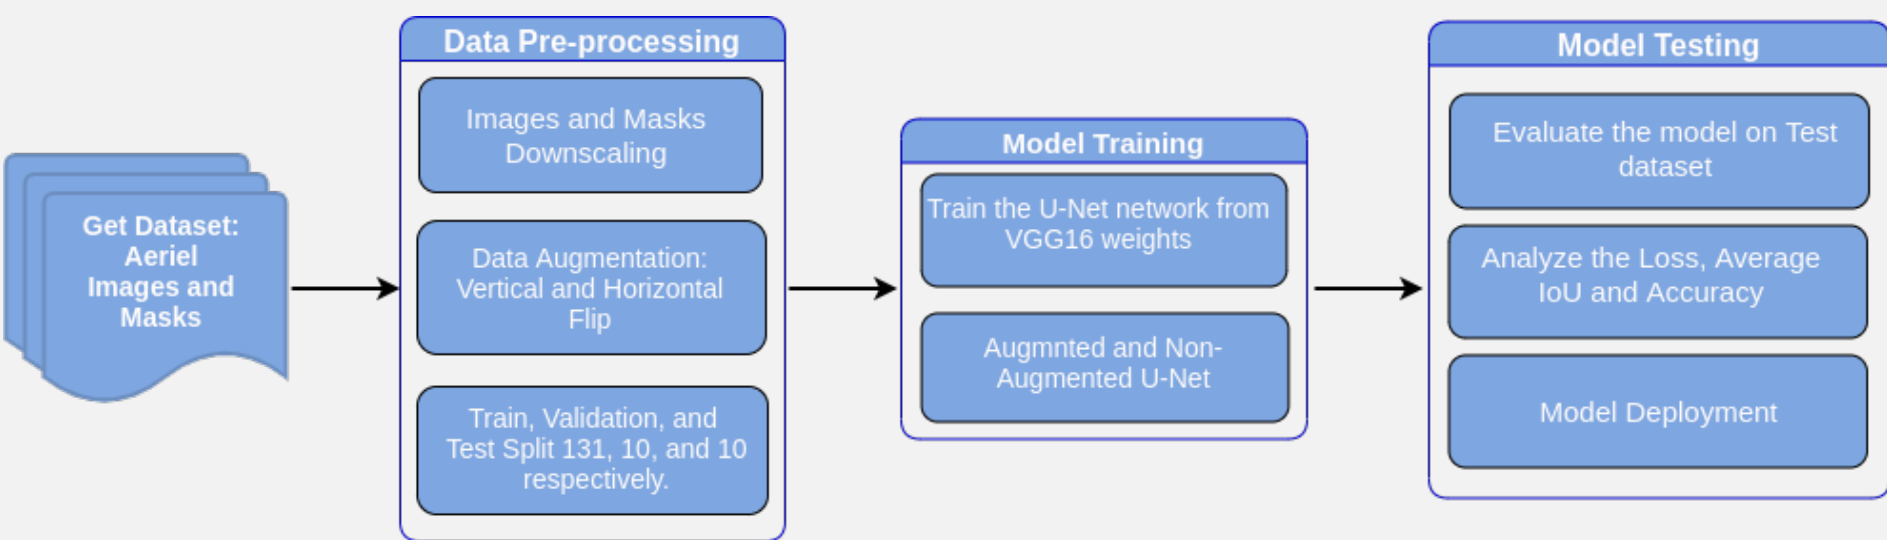 Get Dataset:
Aeriel
Images and
Masks
Data Pre-processing
Images and Masks
Downscaling
Data Augmentation:
Vertical and Horizontal
Flip
Train, Validation, and
Test Split 131, 10, and 10
respectively.
Model Training
Train the U-Net network from
VGG16 weights
Augmnted and Non-
Augmented U-Net
Model Testing
Evaluate the model on Test
dataset
Analyze the Loss, Average
IoU and Accuracy
Model Deployment